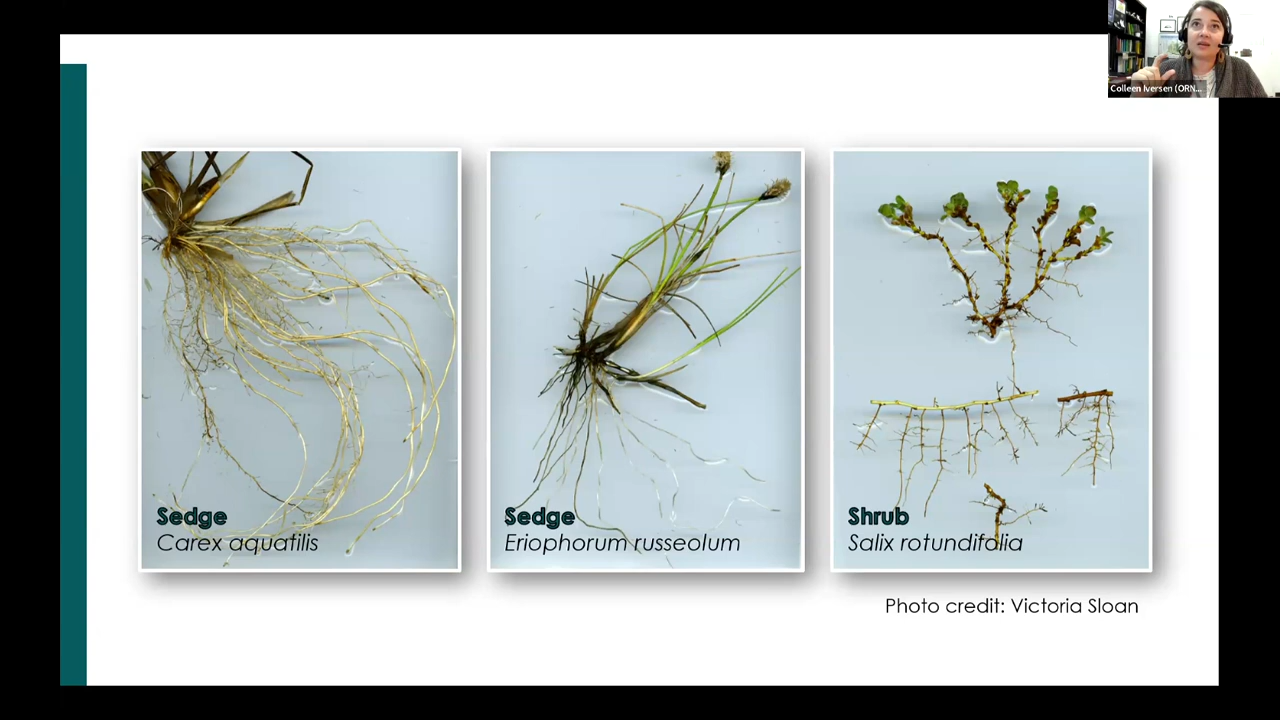 Colleen Iversen (ORN...
Sedge
Carex aquatilis
Sedge
Eriophorum russeolum
Shrub
Salix rotundifolia
Photo credit: Victoria Sloan